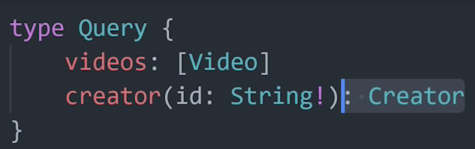 type Query {
    videos: [Video]
    creator(id: String!): Creator
}